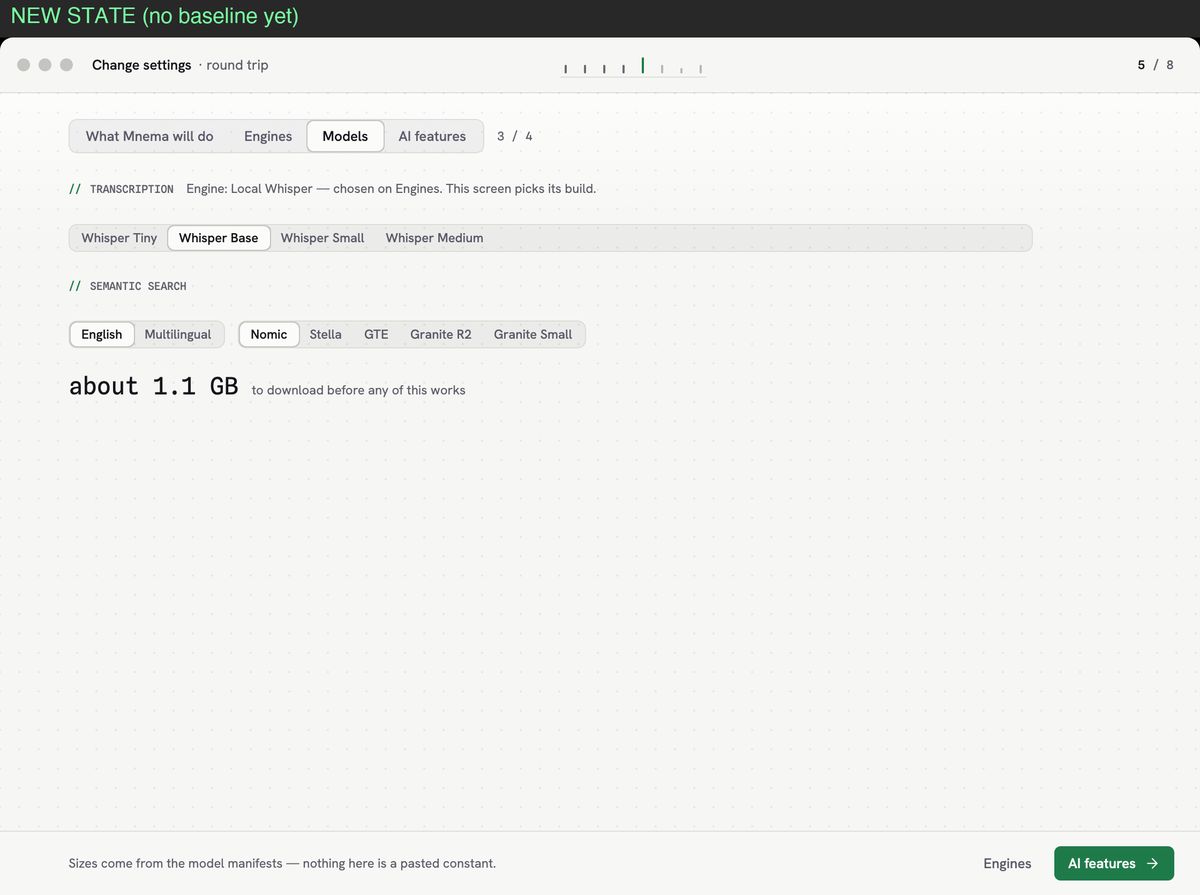 NEW STATE (no baseline yet)
Change settings · round trip
5 / 8
What Mnema will do Engines Models AI features 3 / 4
// TRANSCRIPTION Engine: Local Whisper — chosen on Engines. This screen picks its build.
Whisper Tiny Whisper Base Whisper Small Whisper Medium
// SEMANTIC SEARCH
English Multilingual Nomic Stella GTE Granite R2 Granite Small
about 1.1 GB to download before any of this works
Sizes come from the model manifests — nothing here is a pasted constant.
Engines AI features →